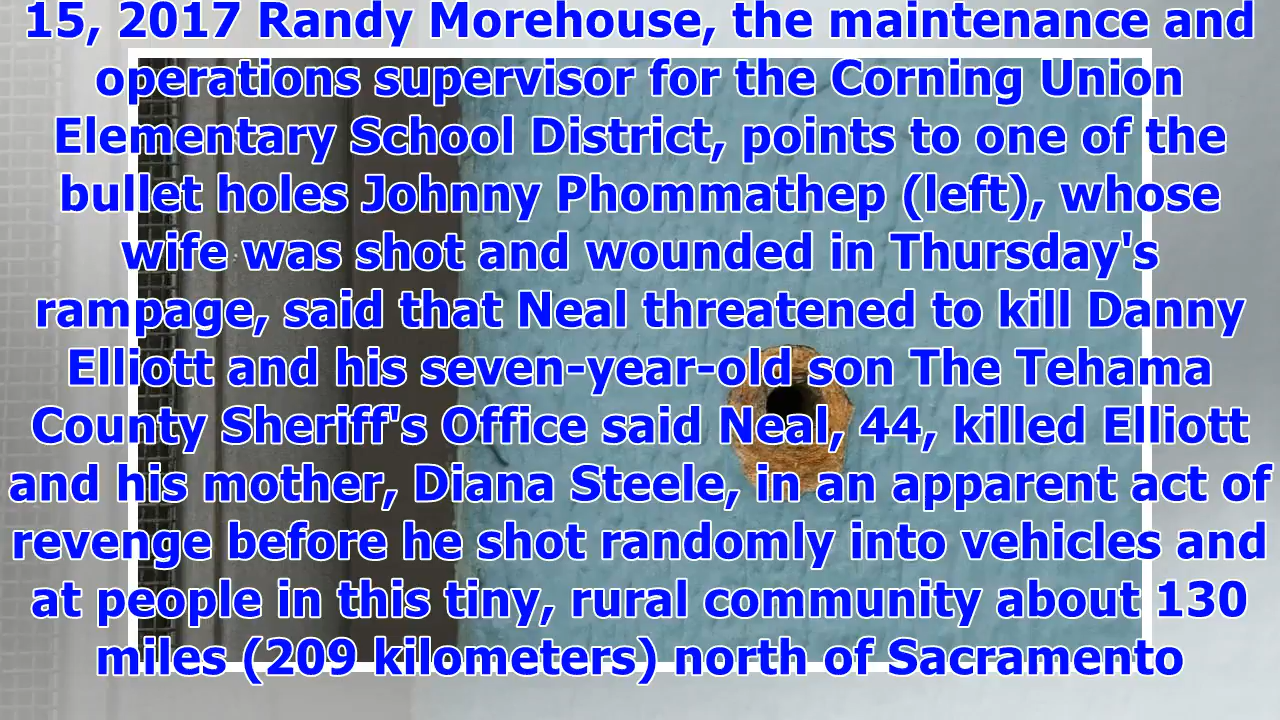 15, 2017 Randy Morehouse, the maintenance and
operations supervisor for the Corning Union
Elementary School District, points to one of the
bullet holes Johnny Phommathep (left), whose
wife was shot and wounded in Thursday's
rampage, said that Neal threatened to kill Danny
Elliott and his seven-year-old son The Tehama
County Sheriff's Office said Neal, 44, killed Elliott
and his mother, Diana Steele, in an apparent act of
revenge before he shot randomly into vehicles and
at people in this tiny, rural community about 130
miles (209 kilometers) north of Sacramento